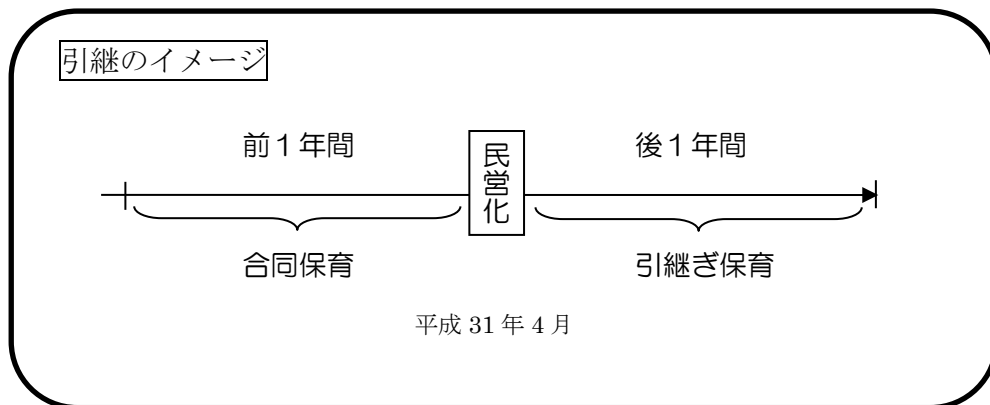 引継のイメージ
前1年間
民営化
後1年間
合同保育
引継ぎ保育
平成 31 年 4 月